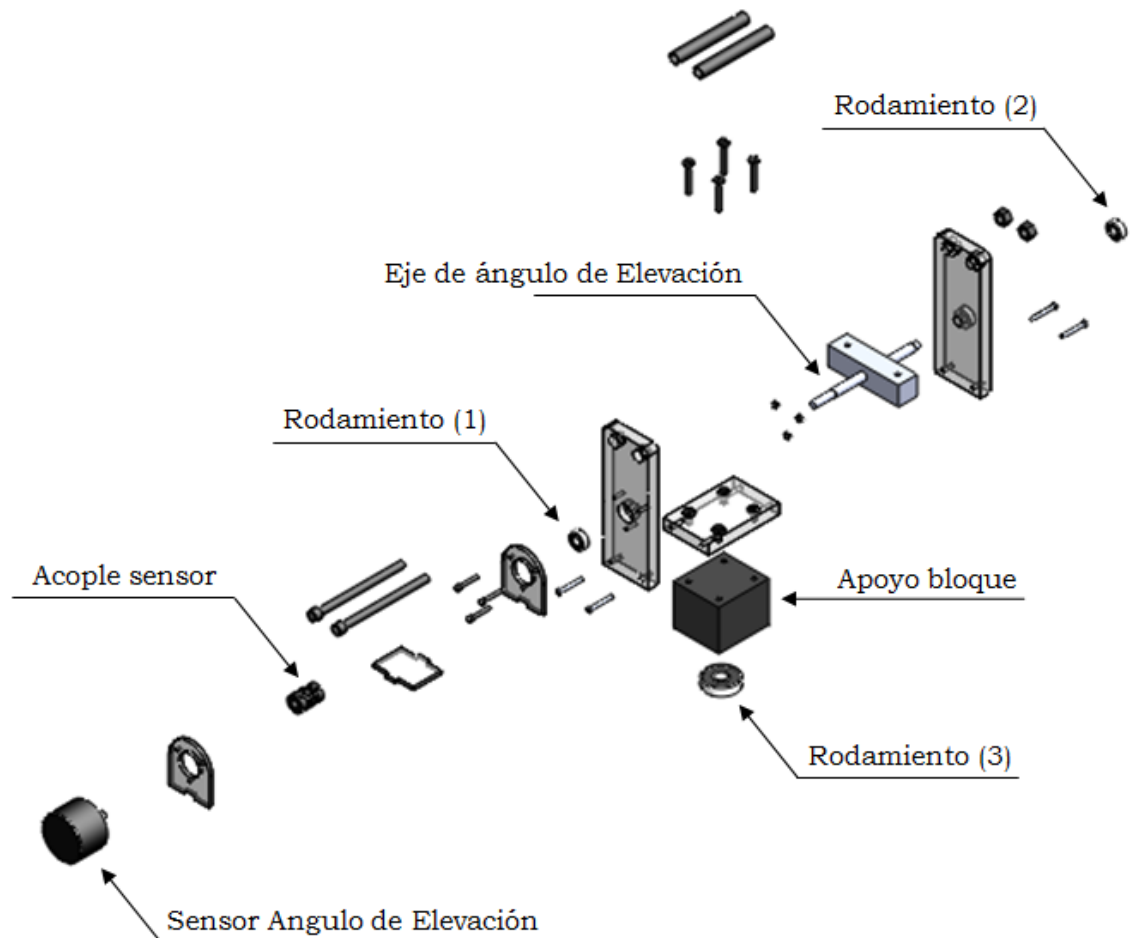 Rodamiento (2)
Eje de ángulo de Elevación
Rodamiento (1)
Acople sensor
Apoyo bloque
Rodamiento (3)
Sensor Angulo de Elevación